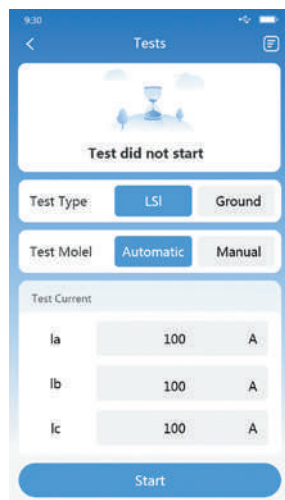 9:30
Tests
Test did not start
Test Type LSI Ground
Test Molel Automatic Manual
Test Current
Ia 100 A
Ib 100 A
Ic 100 A
Start